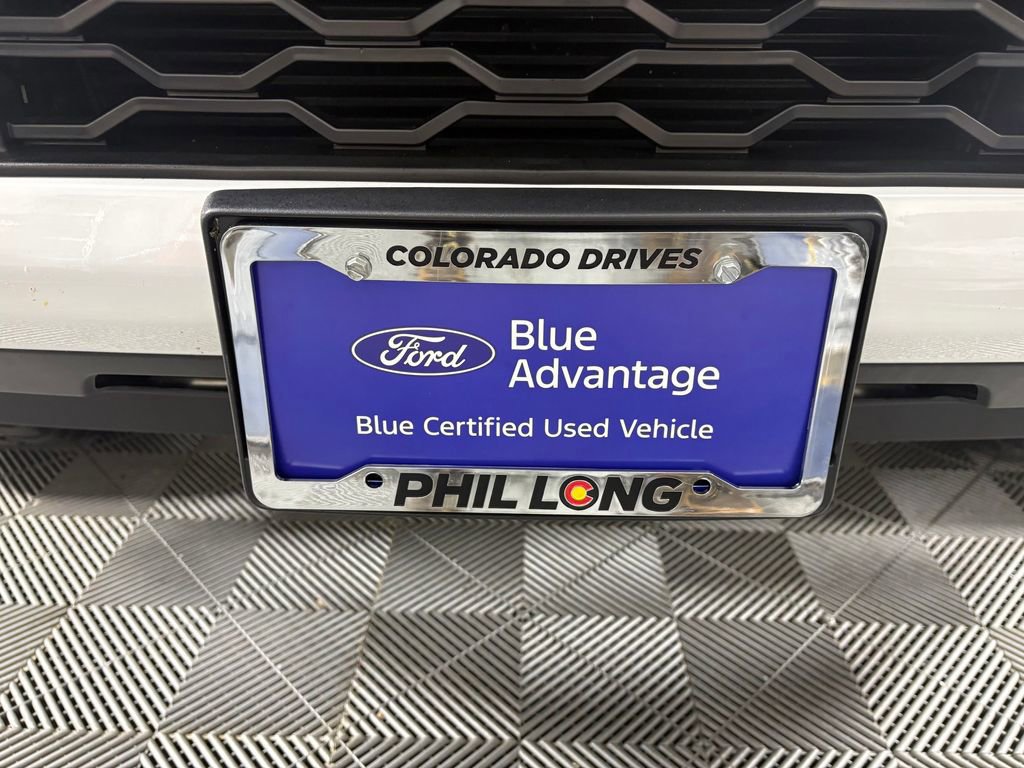 COLORADO DRIVES
Ford
Blue
Advantage
Blue Certified Used Vehicle
PHIL LONG